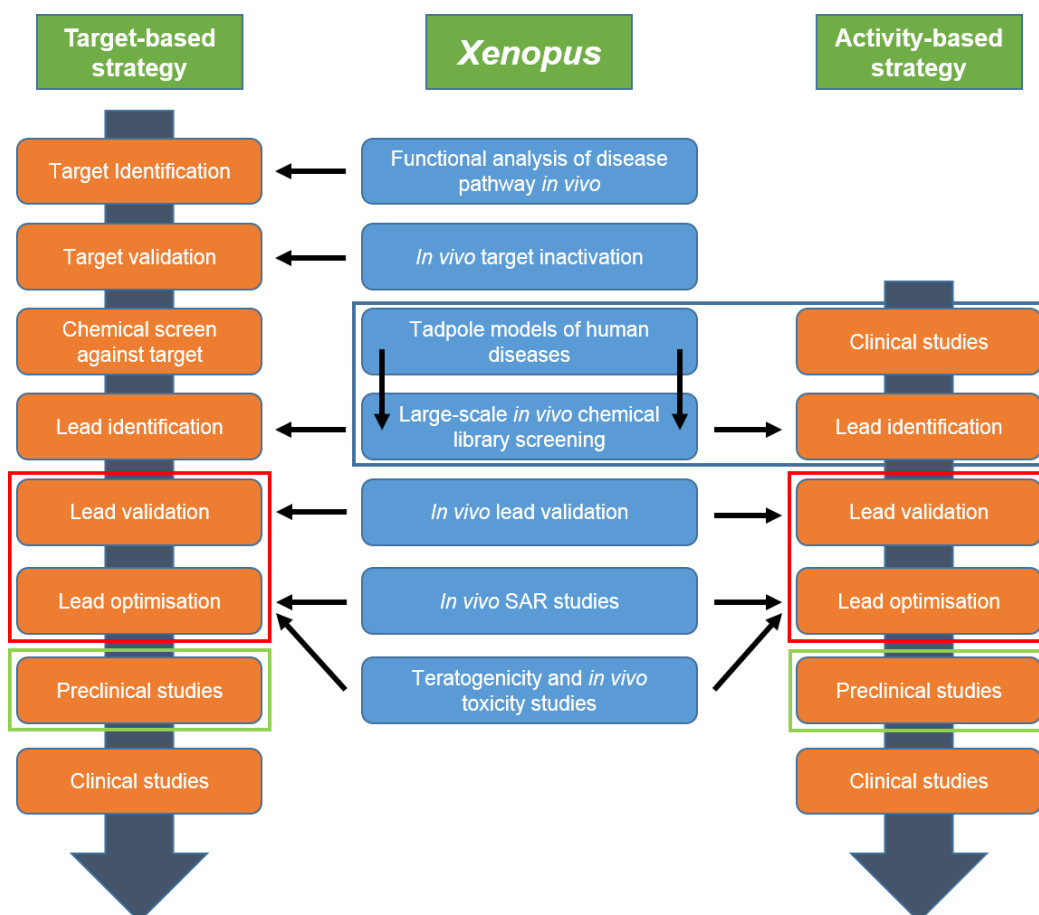 Target-based
strategy
Xenopus
Activity-based
strategy
Target Identification
Functional analysis of disease
pathway in vivo
Target validation
In vivo target inactivation
Chemical screen
against target
Tadpole models of human
diseases
Clinical studies
Lead identification
Large-scale in vivo chemical
library screening
Lead identification
Lead validation
In vivo lead validation
Lead validation
Lead optimisation
In vivo SAR studies
Lead optimisation
Preclinical studies
Teratogenicity and in vivo
toxicity studies
Preclinical studies
Clinical studies
Clinical studies